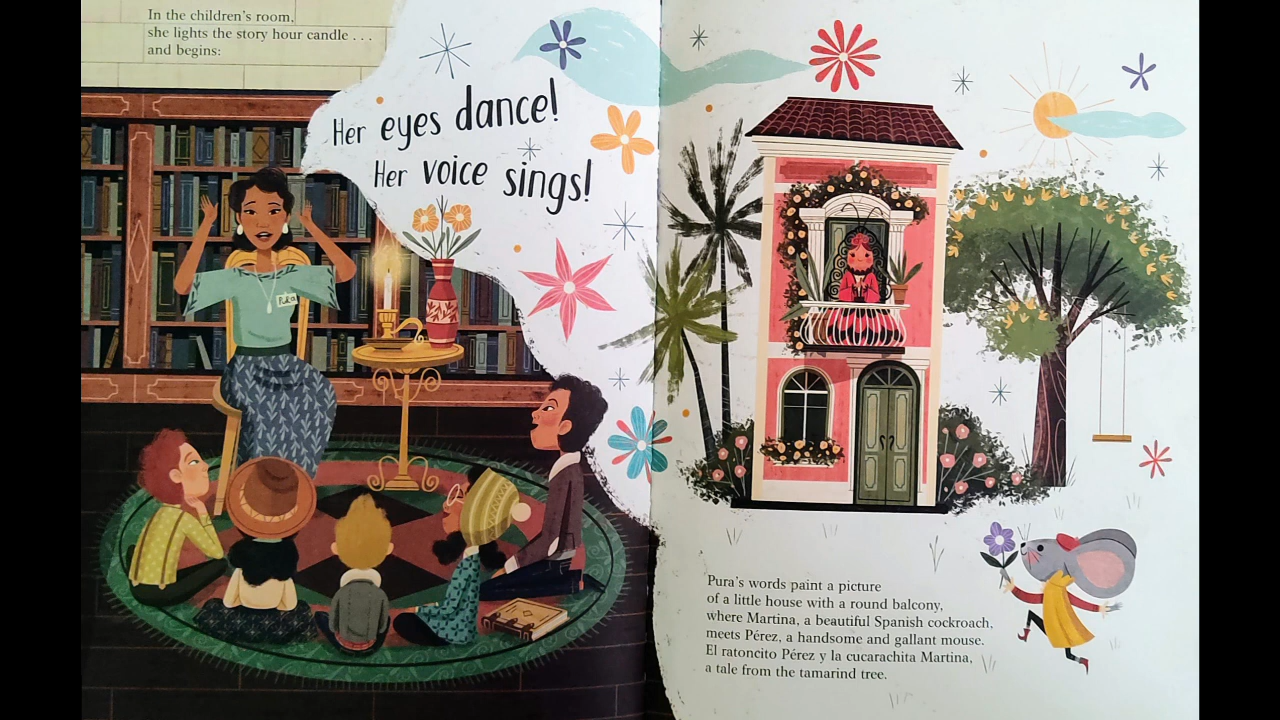 In the children's room,
she lights the story hour candle . . .
and begins:
Her eyes dance!
Her voice sings!
Pura
Pura's words paint a picture
of a little house with a round balcony,
where Martina, a beautiful Spanish cockroach,
meets Pérez, a handsome and gallant mouse.
El ratoncito Pérez y la cucarachita Martina,
a tale from the tamarind tree.